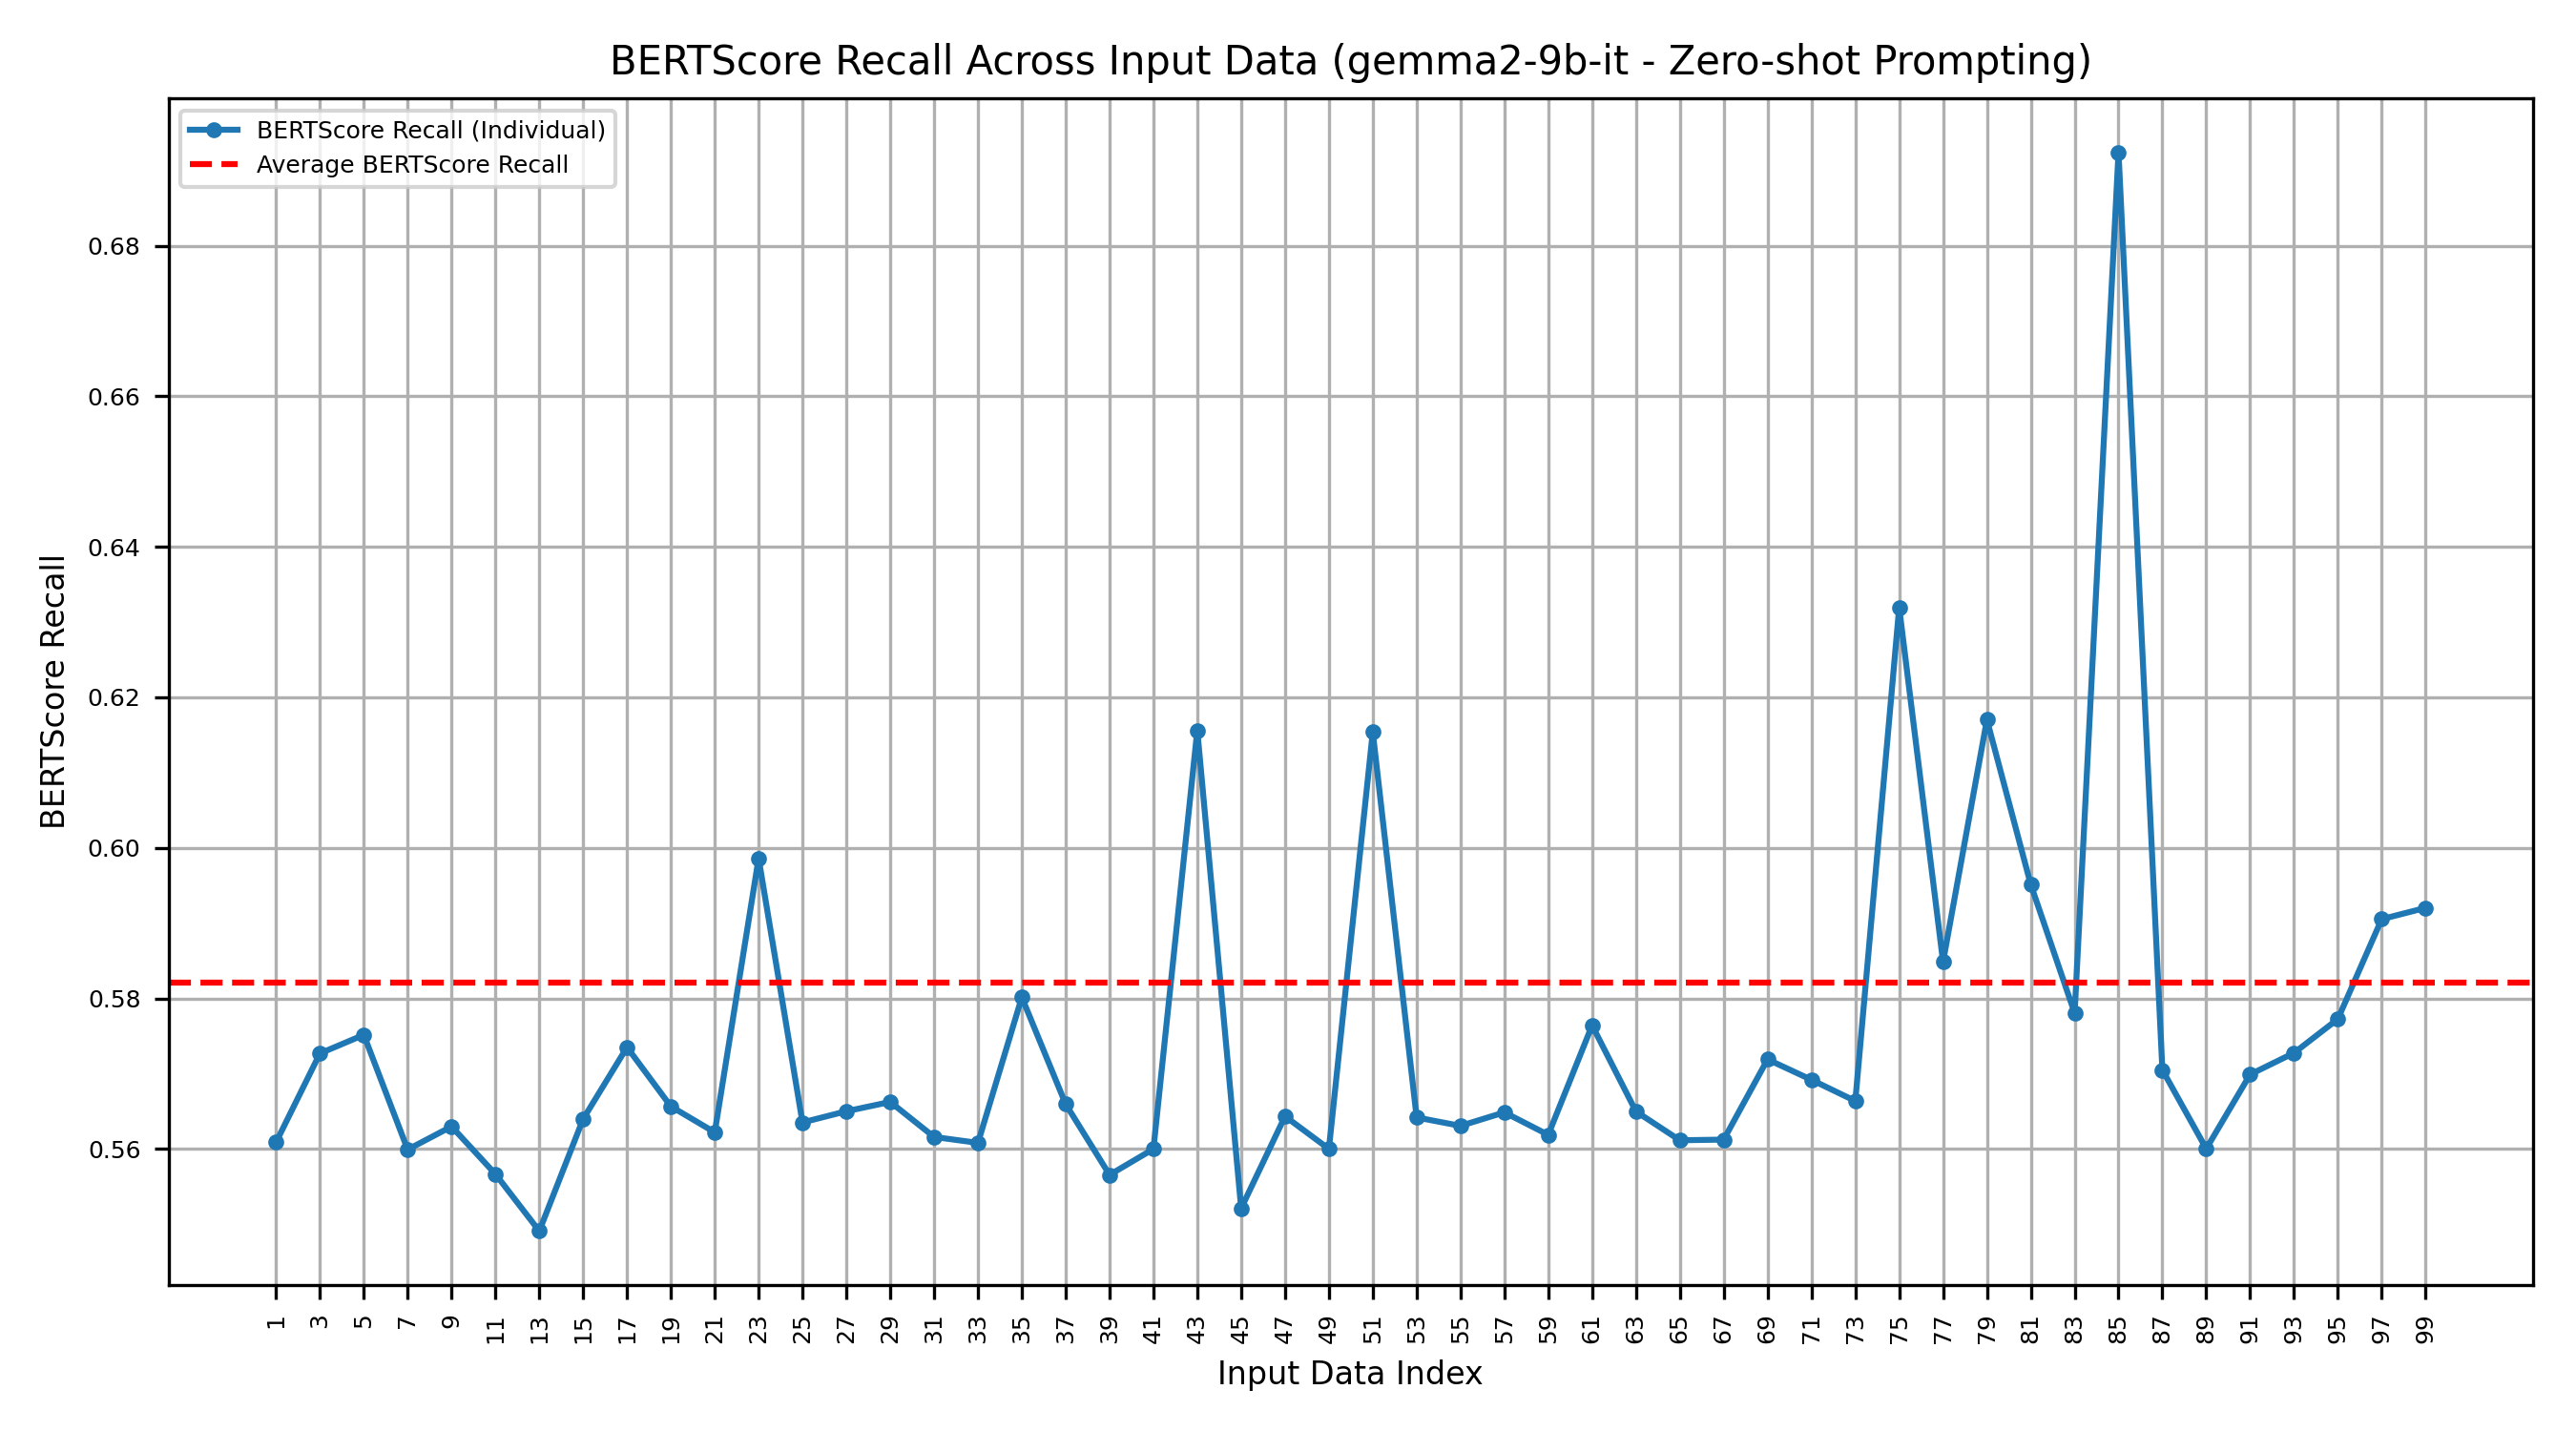 BERTScore Recall Across Input Data (gemma2-9b-it - Zero-shot Prompting)
BERTScore Recall (Individual)
Average BERTScore Recall
BERTScore Recall
0.68
0.66
0.64
0.62
0.60
0.58
0.56
1 3 5 7 9 11 13 15 17 19 21 23 25 27 29 31 33 35 37 39 41 43 45 47 49 51 53 55 57 59 61 63 65 67 69 71 73 75 77 79 81 83 85 87 89 91 93 95 97 99
Input Data Index